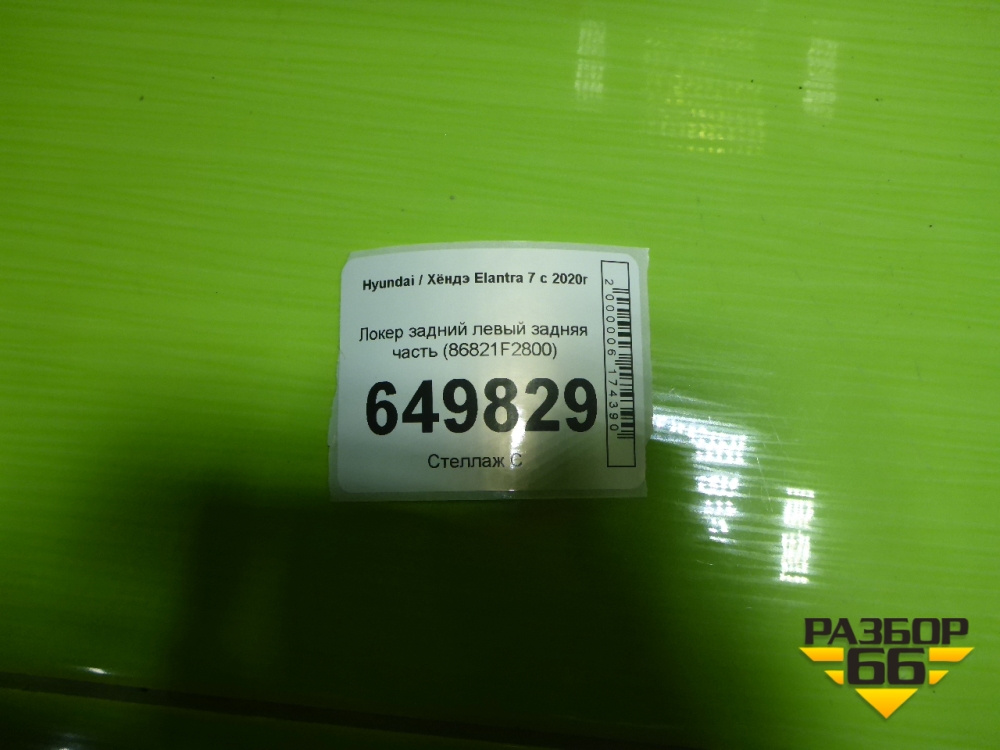 Hyundai / Хёндэ Elantra 7 с 2020г
Локер задний левый задняя
часть (86821F2800)
649829
Стеллаж С
2000006174390
РАЗБОР
66